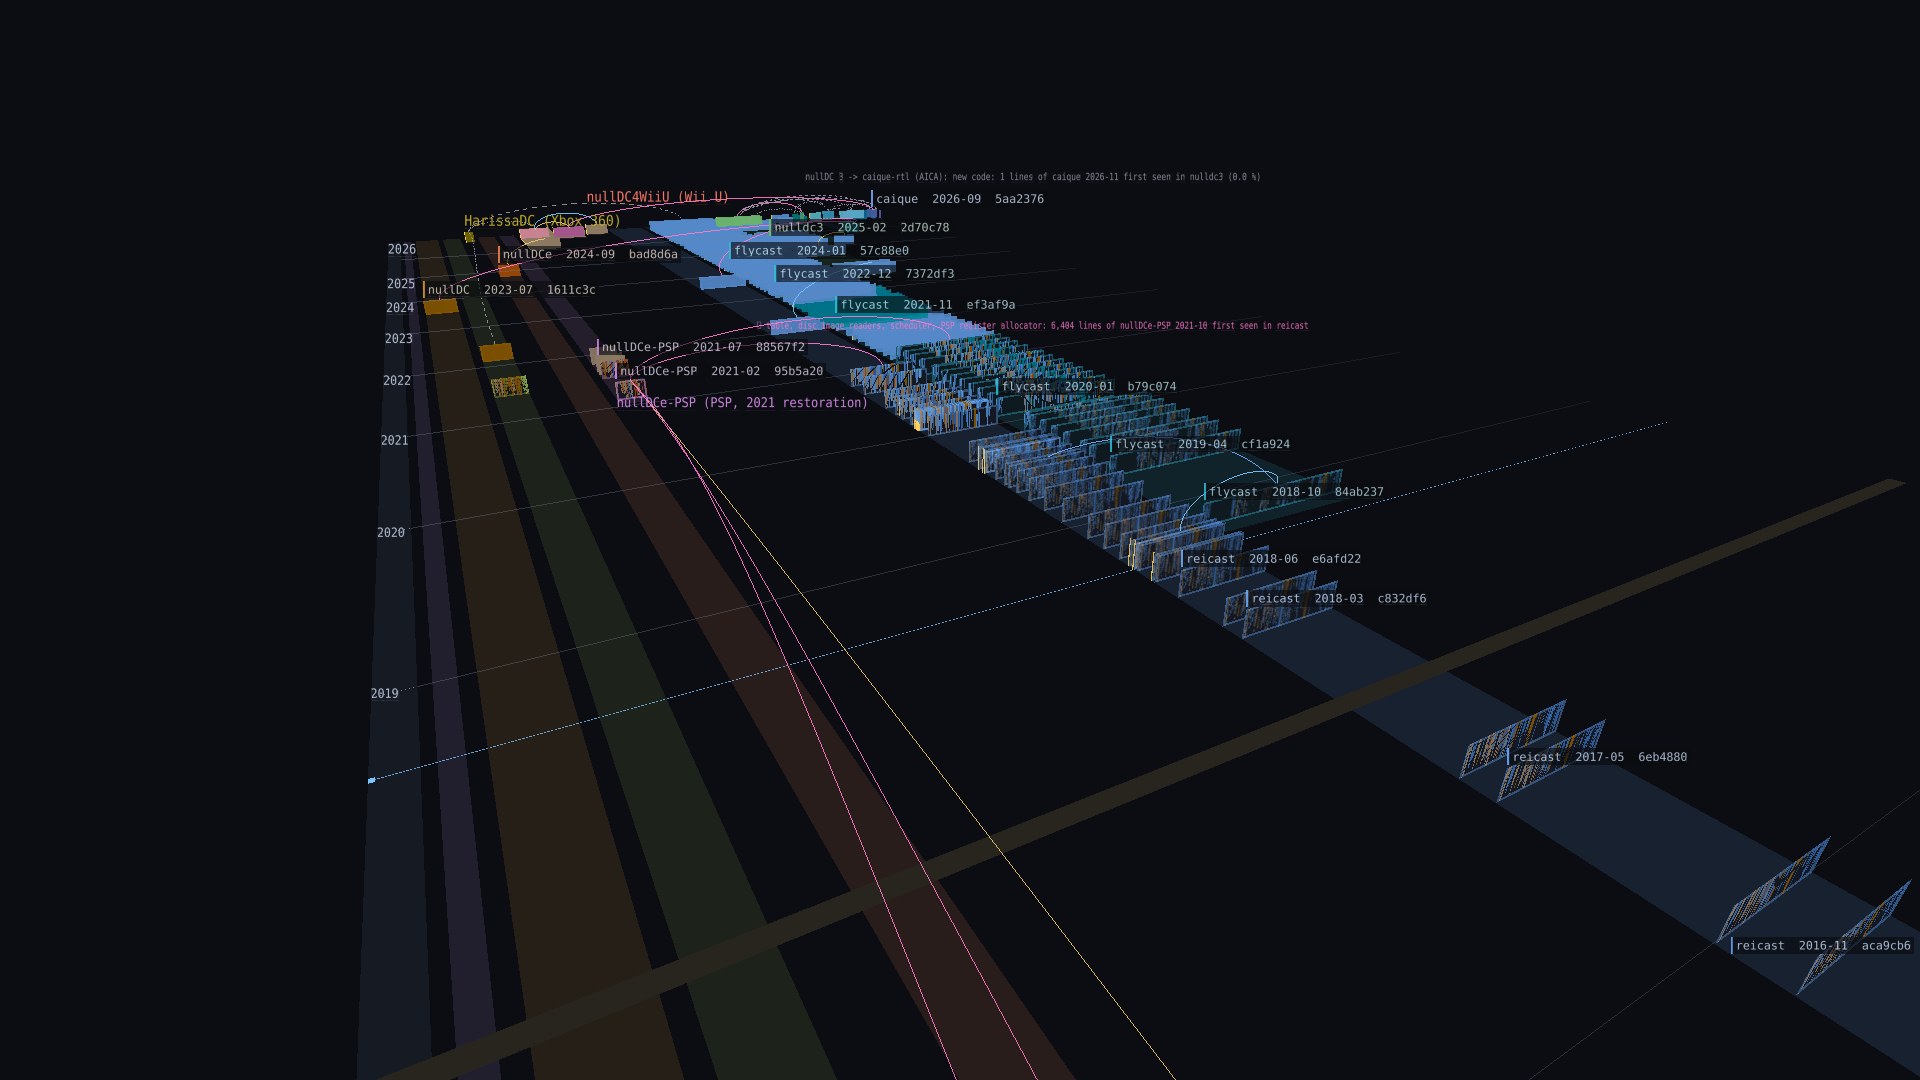 nullDC 3 -> caique-rtl (AICA): new code: 1 lines of caique 2026-11 first seen in nulldc3 (0.0 %)
nullDC4WiiU (Wii U)
caique 2026-09 5aa2376
HarissaDC (Xbox 360)
nulldc3 2025-02 2d70c78
2026
nullDCe 2024-09 bad8d6a
flycast 2024-01 57c88e0
flycast 2022-12 7372df3
2025
nullDC 2023-07 1611c3c
2024
flycast 2021-11 ef3af9a
table, disc image readers, scheduler, PSP register allocator: 6,404 lines of nullDCe-PSP 2021-10 first seen in reicast
2023
nullDCe-PSP 2021-07 88567f2
nullDCe-PSP 2021-02 95b5a20
2022
flycast 2020-01 b79c074
nullDCe-PSP (PSP, 2021 restoration)
2021
flycast 2019-04 cf1a924
flycast 2018-10 84ab237
2020
reicast 2018-06 e6afd22
reicast 2018-03 c832df6
2019
reicast 2017-05 6eb4880
reicast 2016-11 aca9cb6